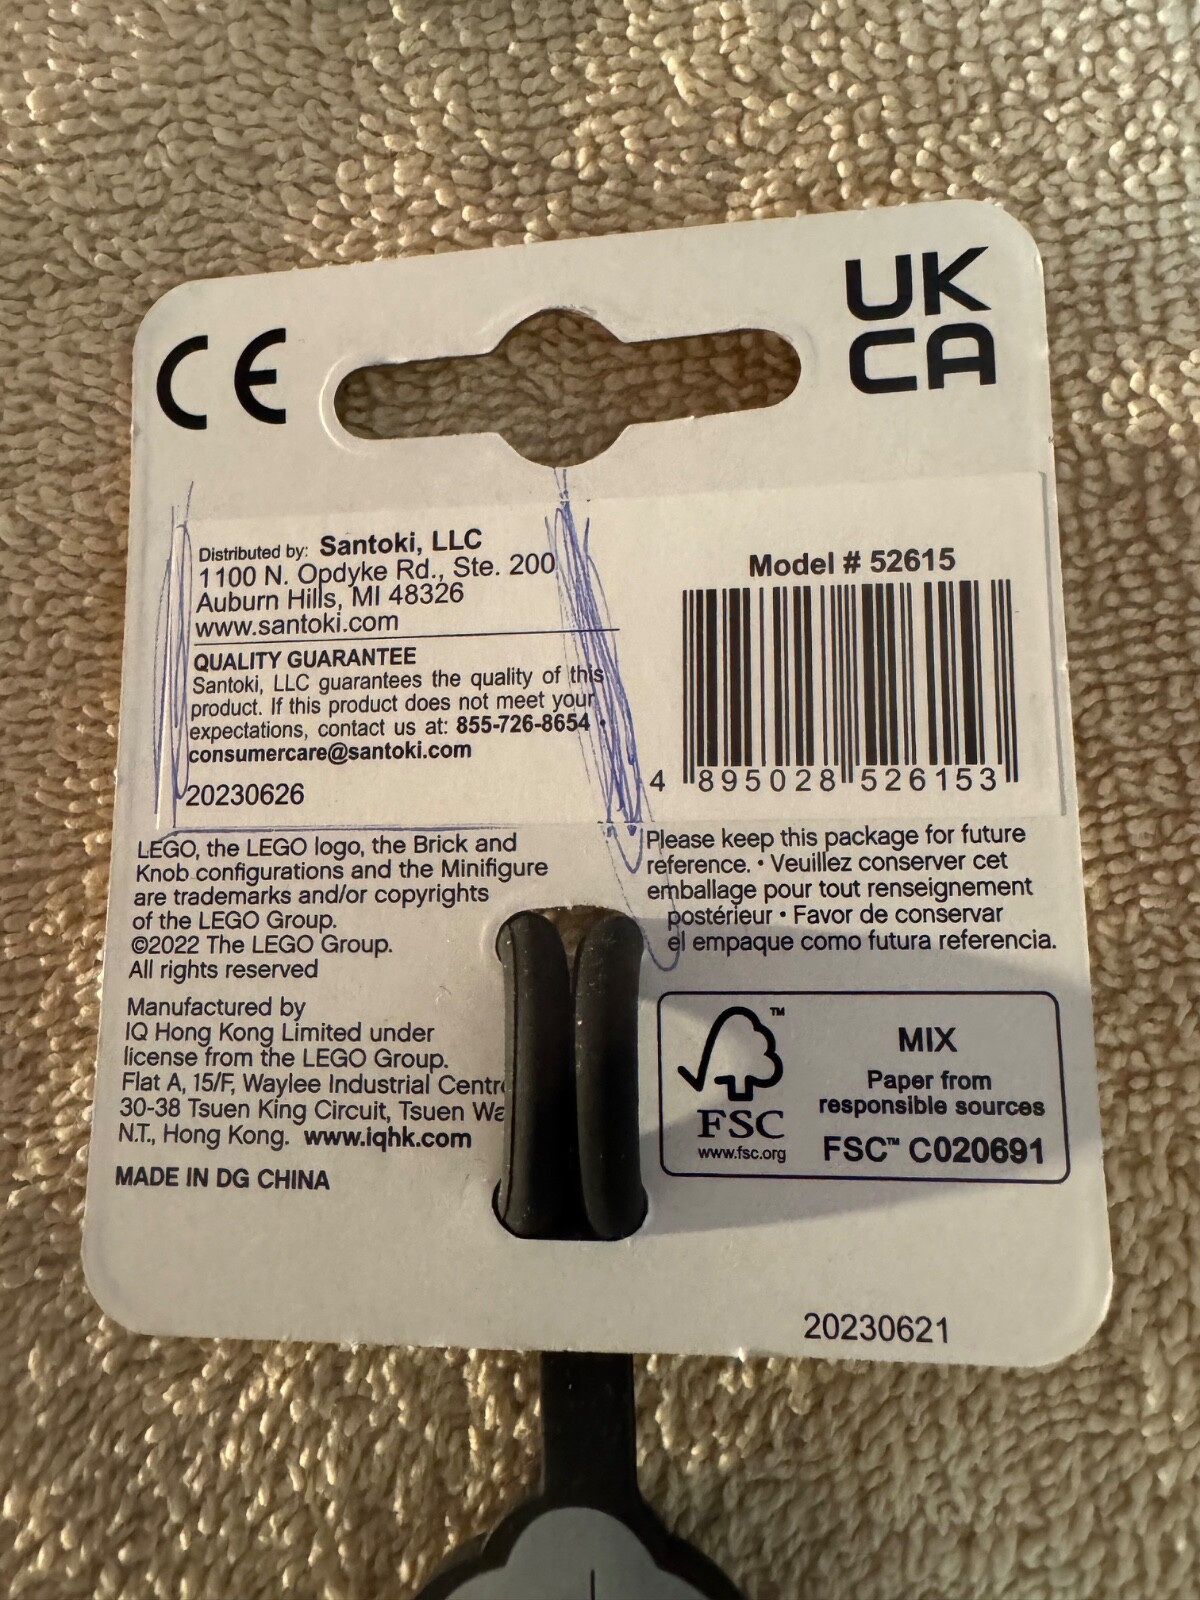 CE
UK
CA
Distributed by: Santoki, LLC
1100 N. Opdyke Rd., Ste. 200
Auburn Hills, MI 48326
www.santoki.com
QUALITY GUARANTEE
Santoki, LLC guarantees the quality of this
product. If this product does not meet your
expectations, contact us at: 855-726-8654 •
consumercare@santoki.com
20230626
Model # 52615
4 895028 526153
LEGO, the LEGO logo, the Brick and
Knob configurations and the Minifigure
are trademarks and/or copyrights
of the LEGO Group.
©2022 The LEGO Group.
All rights reserved
Manufactured by
IQ Hong Kong Limited under
license from the LEGO Group.
Flat A, 15/F, Waylee Industrial Centr
30-38 Tsuen King Circuit, Tsuen Wa
N.T., Hong Kong. www.iqhk.com
MADE IN DG CHINA
Please keep this package for future
reference. • Veuillez conserver cet
emballage pour tout renseignement
postérieur • Favor de conservar
el empaque como futura referencia.
FSC
™
www.fsc.org
MIX
Paper from
responsible sources
FSC™ C020691
20230621